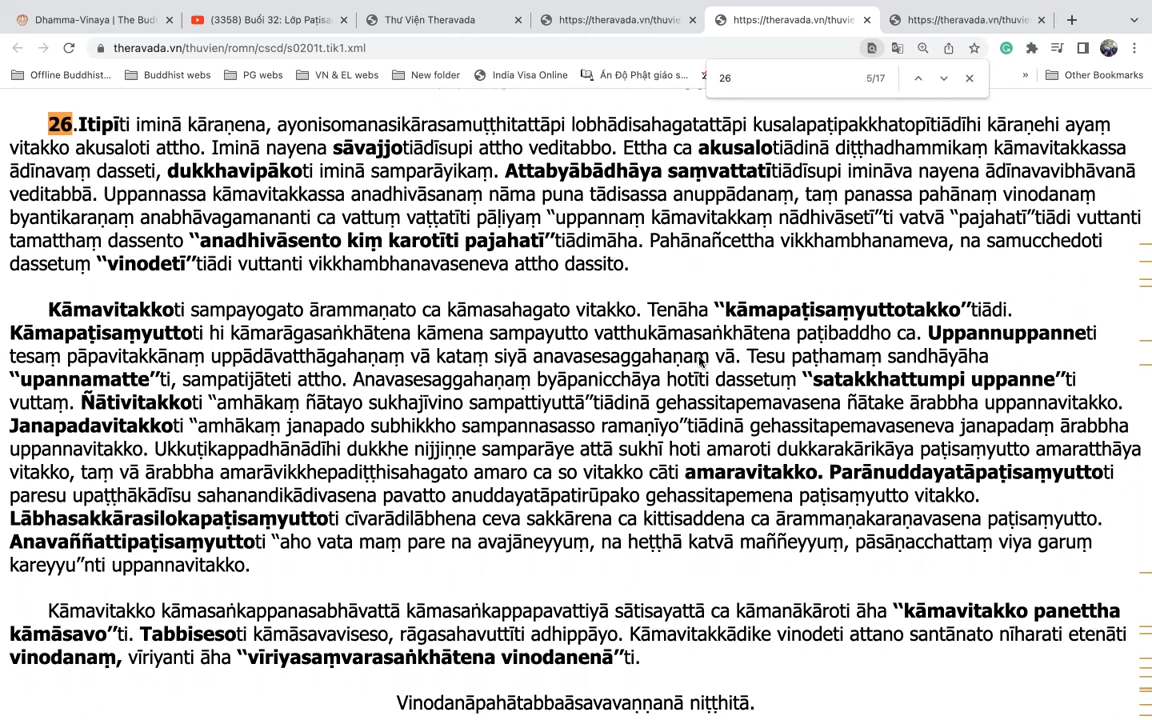 Dhamma-Vinaya | The Bud
(3358) Buổi 32: Lớp Paṭisa
Thư Viện Theravada
https://theravada.vn/thuvie
https://theravada.vn/thuvie
https://theravada.vn/thuvie
theravada.vn/thuvien/romn/cscd/s0201t.tik1.xml
Offline Buddhist...
Buddhist webs
PG webs
VN & EL webs
New folder
India Visa Online
Ấn Độ Phật giáo s...
»
Other Bookmarks
26
5/17
26.Itipīti iminā kāraṇena, ayonisomanasikārasamuṭṭhitattāpi lobhādisahagatattāpi kusalapaṭipakkhatopītiādīhi kāraṇehi ayaṃ
vitakko akusaloti attho. Iminā nayena sāvajjotiādīsupi attho veditabbo. Ettha ca akusalotiādinā diṭṭhadhammikaṃ kāmavitakkassa
ādīnavaṃ dasseti, dukkhavipākoti iminā samparāyikaṃ. Attabyābādhāya saṃvattatītiādīsupi imināva nayena ādīnavavibhāvanā
veditabbā. Uppannassa kāmavitakkassa anadhivāsanaṃ nāma puna tādisassa anuppādanaṃ, taṃ panassa pahānaṃ vinodanaṃ
byantikaraṇaṃ anabhāvagamananti ca vattuṃ vaṭṭatīti pāḷiyaṃ “uppannaṃ kāmavitakkaṃ nādhivāsetī”ti vatvā “pajahatī”tiādi vuttanti
tamatthaṃ dassento “anadhivāsento kiṃ karotīti pajahatī”tiādimāha. Pahānañcettha vikkhambhanameva, na samucchedoti
dassetuṃ “vinodetī”tiādi vuttanti vikkhambhanavaseneva attho dassito.
Kāmavitakkoti sampayogato ārammaṇato ca kāmasahagato vitakko. Tenāha “kāmapaṭisaṃyuttotakko”tiādi.
Kāmapaṭisaṃyuttoti hi kāmarāgasaṅkhātena kāmena sampayutto vatthukāmasaṅkhātena paṭibaddho ca. Uppannuppanneti
tesaṃ pāpavitakkānaṃ uppādāvatthāgahaṇaṃ vā kataṃ siyā anavasesaggahaṇaṃ vā. Tesu paṭhamaṃ sandhāyāha
“upannamatte”ti, sampatijāteti attho. Anavasesaggahaṇaṃ byāpanicchāya hotīti dassetuṃ “satakkhattumpi uppanne”ti
vuttaṃ. Ñātivitakkoti “amhākaṃ ñātayo sukhajīvino sampattiyuttā”tiādinā gehassitapemavasena ñātake ārabbha uppannavitakko.
Janapadavitakkoti “amhākaṃ janapado subhikkho sampannasasso ramaṇīyo”tiādinā gehassitapemavaseneva janapadaṃ ārabbha
uppannavitakko. Ukkuṭikappadhānādīhi dukkhe nijjiṇṇe samparāye attā sukhī hoti amaroti dukkarakārikāya paṭisaṃyutto amaratthāya
vitakko, taṃ vā ārabbha amarāvikkhepadiṭṭhisahagato amaro ca so vitakko cāti amaravitakko. Parānuddayatāpaṭisaṃyuttoti
paresu upaṭṭhākādīsu sahanandikādivasena pavatto anuddayatāpatirūpako gehassitapemena paṭisaṃyutto vitakko.
Lābhasakkārasilokapaṭisaṃyuttoti cīvarādilābhena ceva sakkārena ca kittisaddena ca ārammaṇakaraṇavasena paṭisaṃyutto.
Anavaññattipaṭisaṃyuttoti “aho vata maṃ pare na avajāneyyuṃ, na heṭṭhā katvā maññeyyuṃ, pāsāṇacchattaṃ viya garuṃ
kareyyu”nti uppannavitakko.
Kāmavitakko kāmasaṅkappanasabhāvattā kāmasaṅkappapavattiyā sātisayattā ca kāmanākāroti āha “kāmavitakko panettha
kāmāsavo”ti. Tabbisesoti kāmāsavaviseso, rāgasahavuttīti adhippāyo. Kāmavitakkādike vinodeti attano santānato nīharati etenāti
vinodanaṃ, vīriyanti āha “vīriyasaṃvarasaṅkhātena vinodanenā”ti.
Vinodanāpahātabbaāsavavaṇṇanā niṭṭhitā.